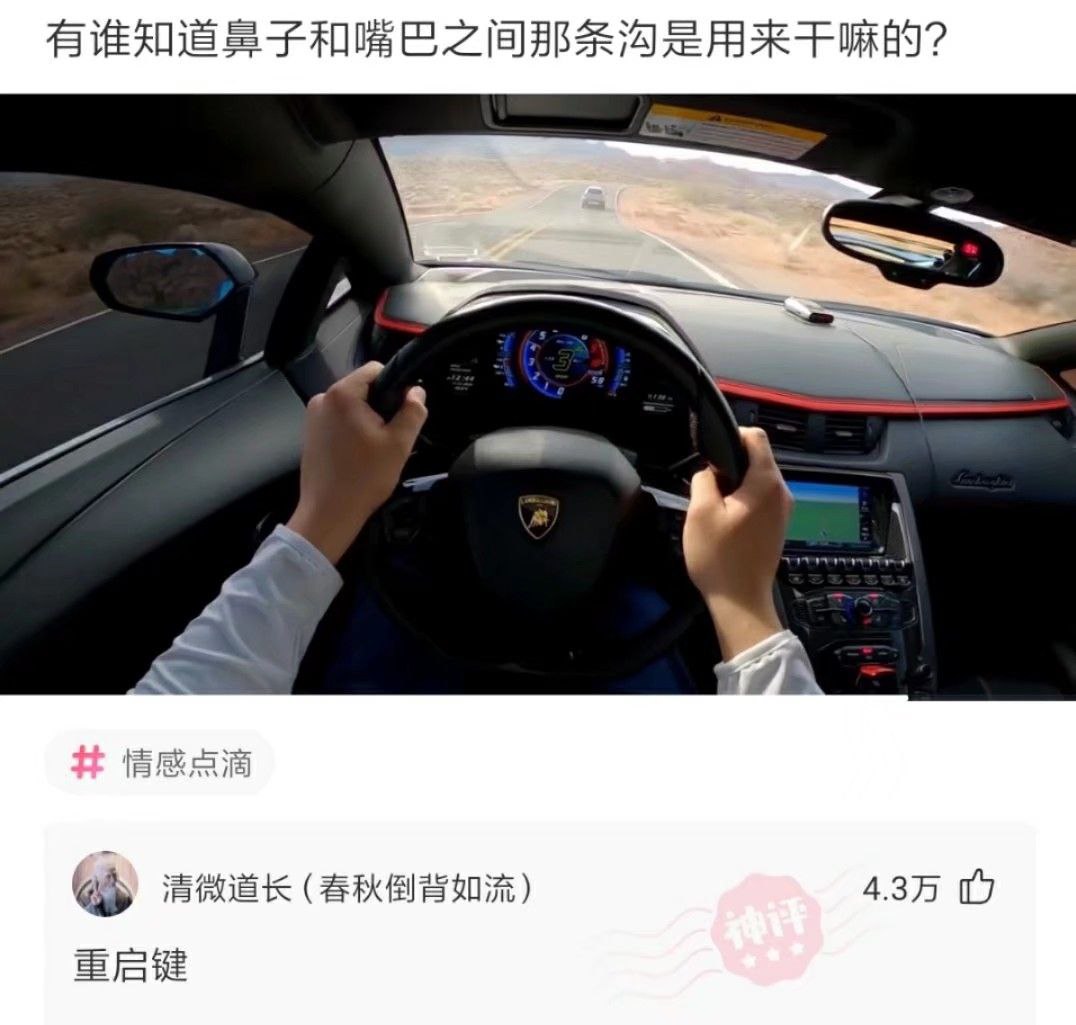 有谁知道鼻子和嘴巴之间那条沟是用来干嘛的?
# 情感点滴
清微道长(春秋倒背如流)
4.3万
神评
重启键